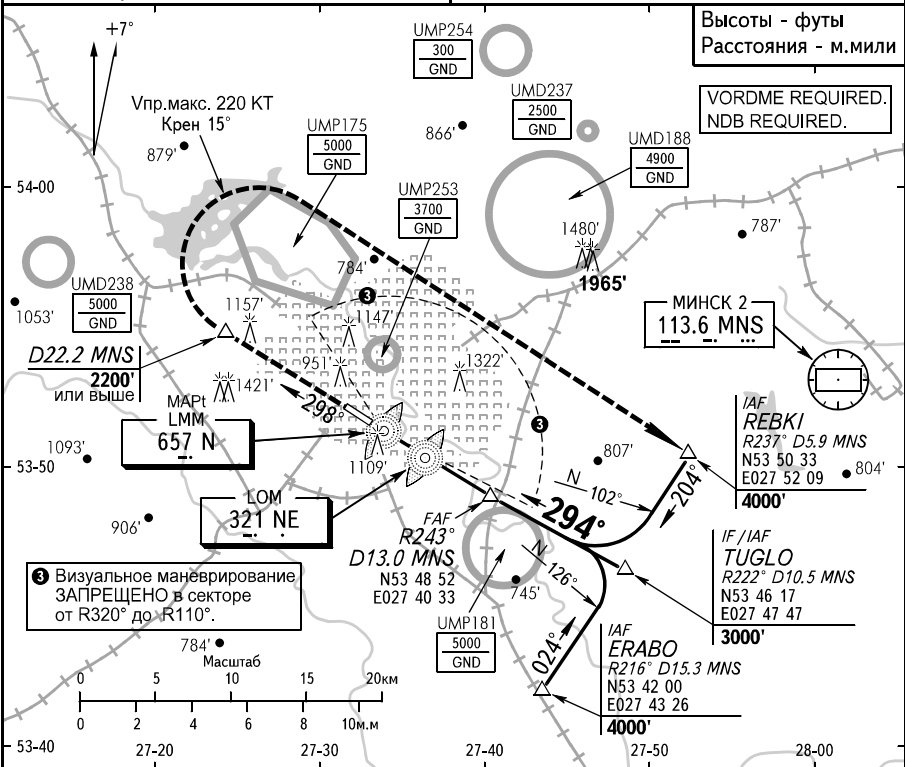 Высоты - футы
Расстояния - м.мили
VORDME REQUIRED.
NDB REQUIRED.
+7°
Vпр.макс. 220 КТ
Крен 15°
879'
UMP254
300
GND
UMD237
2500
GND
866'
UMP175
5000
GND
UMD188
4900
GND
UMP253
3700
GND
54-00
1480'
1965'
787'
784'
3
UMD238
5000
GND
1053'
1157'
1147'
МИНСК 2
113.6 MNS
D22.2 MNS
2200'
или выше
951'
1322'
1421'
298°
MAPt
LMM
657 N
3
IAF
REBKI
R237° D5.9 MNS
N53 50 33
E027 52 09
4000'
1093'
53-50
1109'
807'
804'
N
102°
204°
LOM
321 NE
906'
294°
FAF
R243°
D13.0 MNS
N53 48 52
E027 40 33
N
126°
IF/IAF
TUGLO
R222° D10.5 MNS
N53 46 17
E027 47 47
3000'
3 Визуальное маневрирование
ЗАПРЕЩЕНО в секторе
от R320° до R110°.
745'
UMP181
5000
GND
024°
IAF
ERABO
R216° D15.3 MNS
N53 42 00
E027 43 26
4000'
784'
Масштаб
0 5 10 15 20км
0 2 4 6 8 10м.м
53-40
27-20
27-30
27-40
27-50
28-00